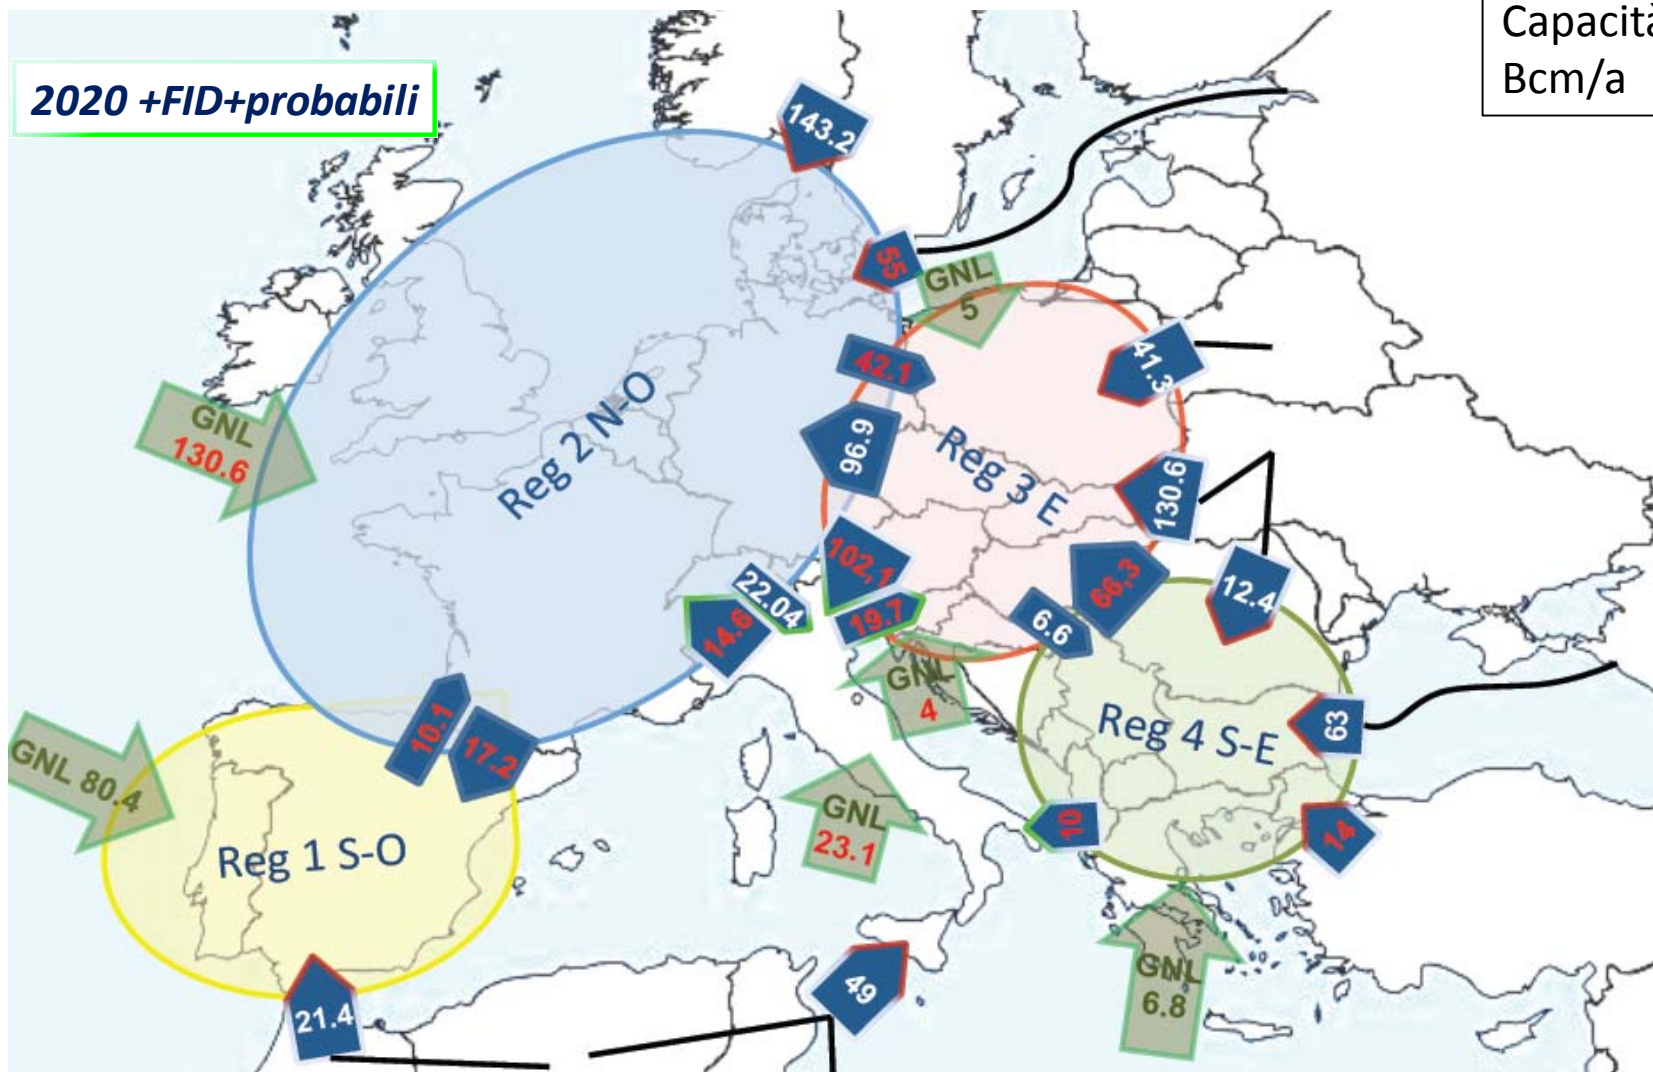 Capacità
Bcm/a
2020 +FID+probabili
143.2
55
GNL
5
41.3
42.1
GNL
130.6
Reg 2 N-O
96.9
Reg 3 E
130.6
102,1
66,3
12.4
22.04
19.7
14.6
6.6
GNL
4
10.1
17.2
Reg 4 S-E
63
GNL 80.4
GNL
23.1
10
14
Reg 1 S-O
49
GNL
6.8
21.4